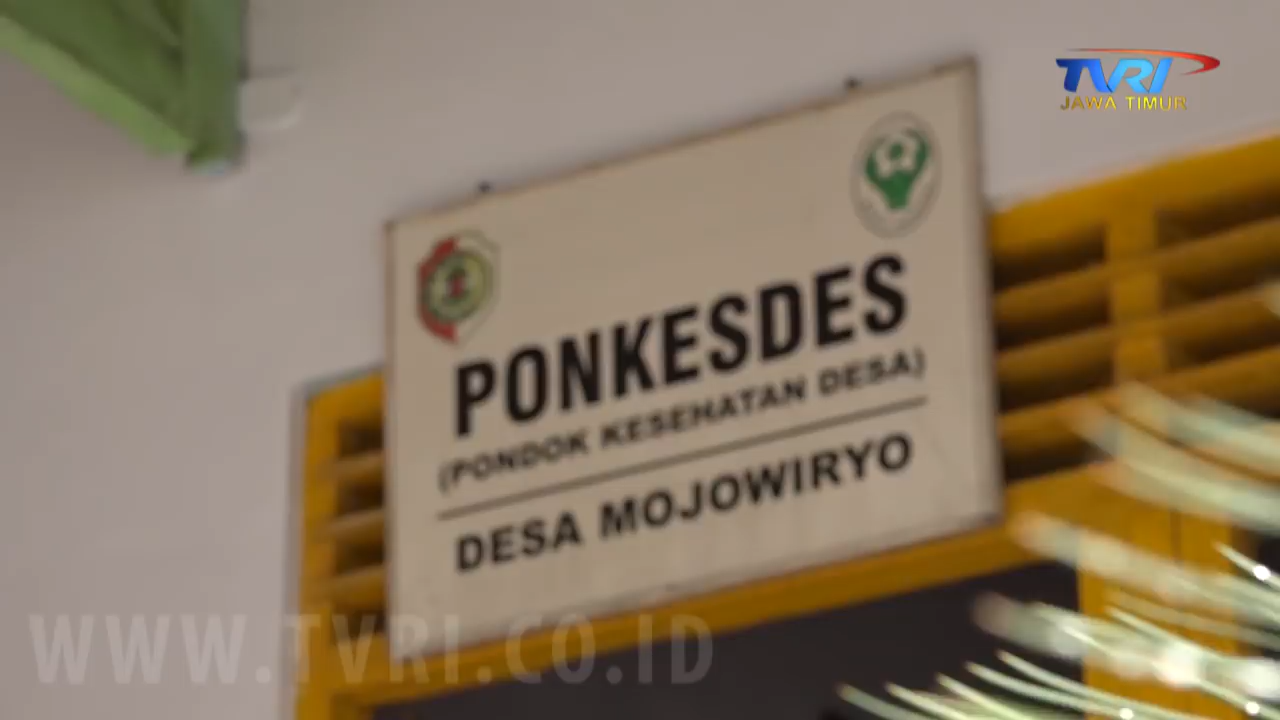 TVRI
JAWA TIMUR
PONKESDES
(PONDOK KESEHATAN DESA)
DESA MOJOWIRYO
WWW.TVRI.CO.ID